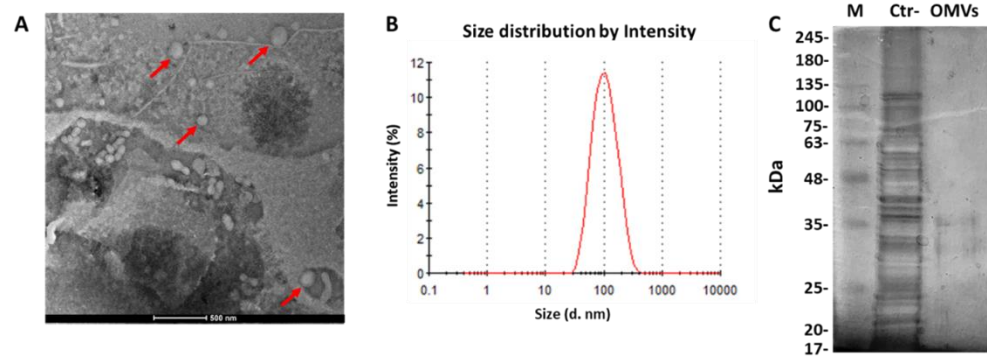 A
500 nm
B
Size distribution by Intensity
Intensity (%)
12
10
8
6
4
2
0
0.1 1 10 100 1000 10000
Size (d. nm)
C
M Ctr- OMVs
kDa
245-
180-
135-
100-
75-
63-
48-
35-
25-
20-
17-